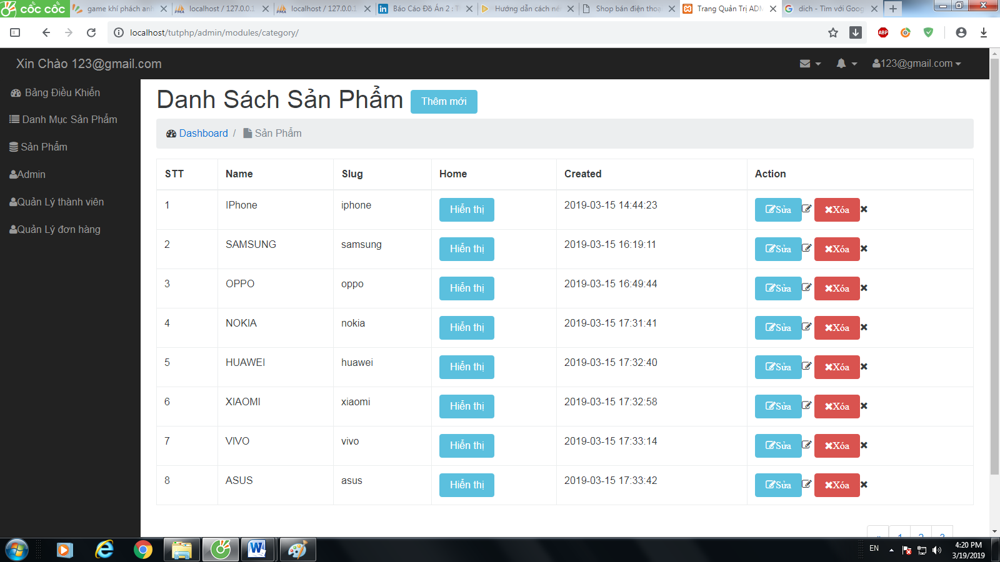 cốc cốc
game khí phách anh
localhost / 127.0.0.1
localhost / 127.0.0.1
Báo Cáo Đồ Án 2 : T
Hướng dẫn cách nén
Shop bán điện thoại
Trang Quản Trị ADM
dich - Tìm với Goog
localhost/tutphp/admin/modules/category/
ABP
Xin Chào 123@gmail.com
123@gmail.com
Bảng Điều Khiển
Danh Mục Sản Phẩm
Sản Phẩm
Admin
Quản Lý thành viên
Quản Lý đơn hàng
Danh Sách Sản Phẩm Thêm mới
Dashboard / Sản Phẩm
STT Name Slug Home Created Action
1 IPhone iphone Hiển thị 2019-03-15 14:44:23 Sửa Xóa
2 SAMSUNG samsung Hiển thị 2019-03-15 16:19:11 Sửa Xóa
3 OPPO oppo Hiển thị 2019-03-15 16:49:44 Sửa Xóa
4 NOKIA nokia Hiển thị 2019-03-15 17:31:41 Sửa Xóa
5 HUAWEI huawei Hiển thị 2019-03-15 17:32:40 Sửa Xóa
6 XIAOMI xiaomi Hiển thị 2019-03-15 17:32:58 Sửa Xóa
7 VIVO vivo Hiển thị 2019-03-15 17:33:14 Sửa Xóa
8 ASUS asus Hiển thị 2019-03-15 17:33:42 Sửa Xóa
« 1 2 3
EN
4:20 PM
3/19/2019